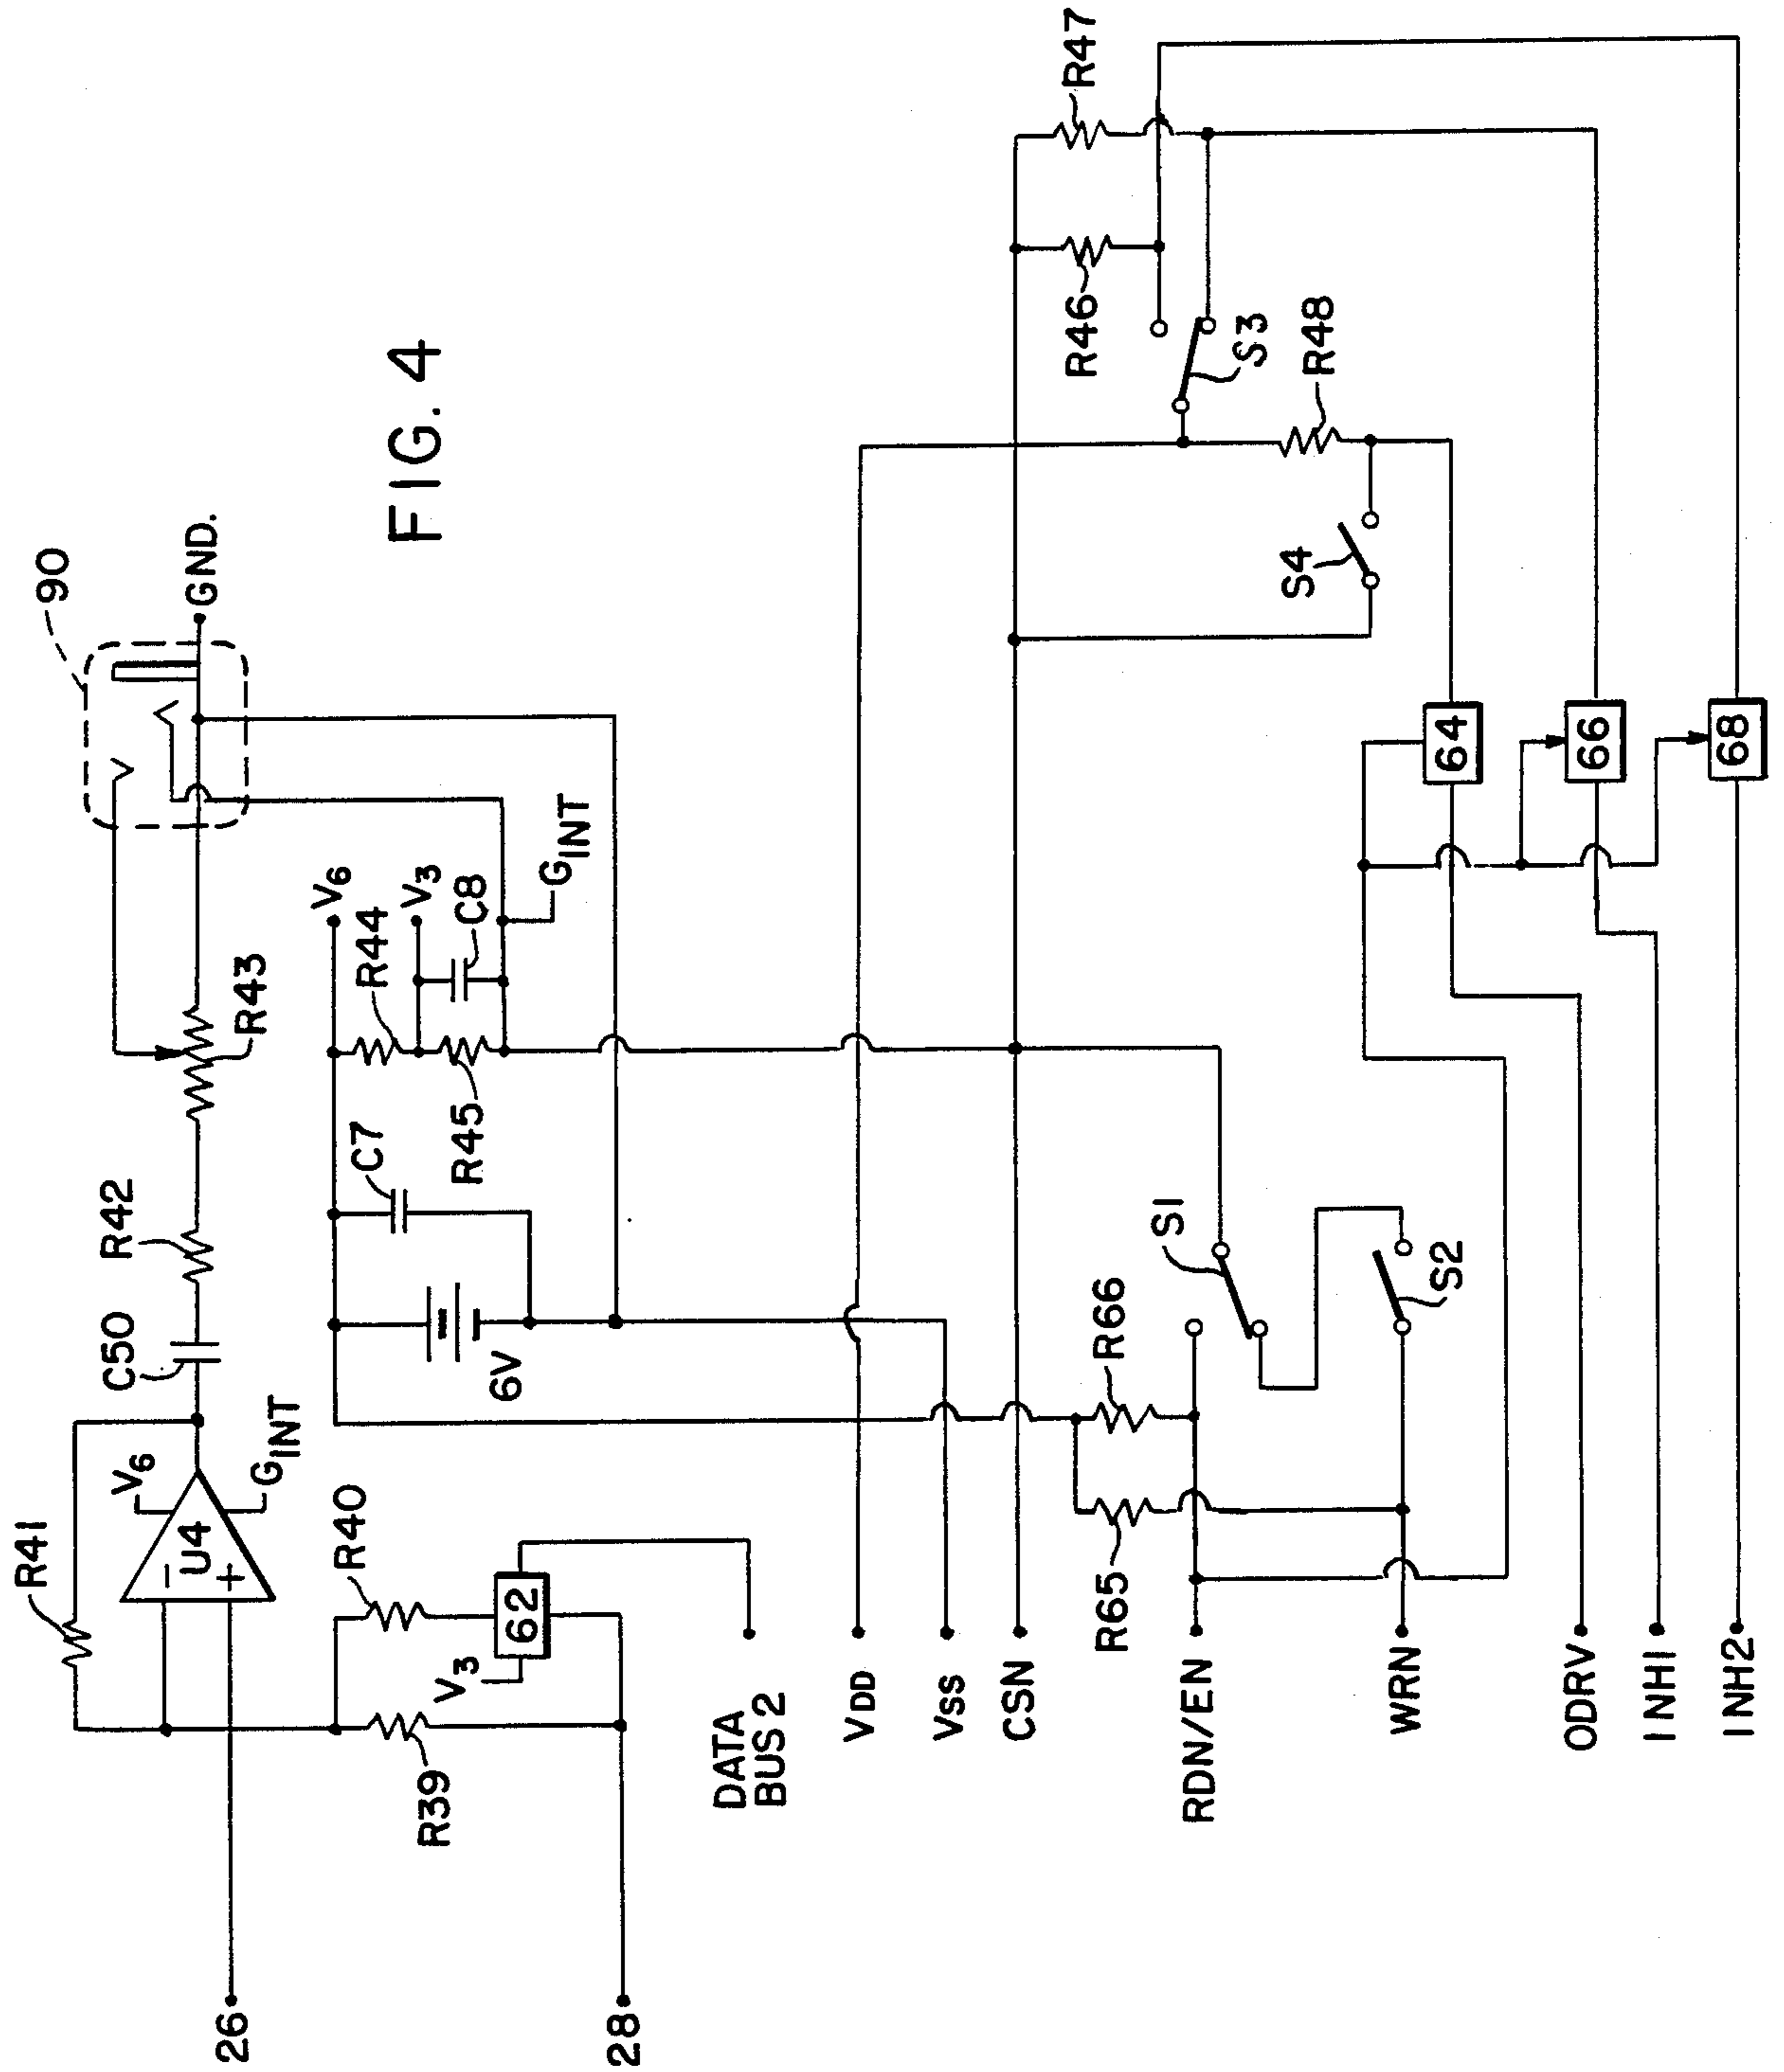 FIG. 4
90
GND.
R41
V6
U4
−
+
GINT
C50
R42
R43
26
R40
R39
62
V3
28
DATA
BUS 2
6V
C7
R44
R45
V6
V3
C8
GINT
VDD
VSS
CSN
RDN/EN
WRN
ODRV
INH1
INH2
R65
R66
S1
S2
S3
S4
R46
R47
R48
64
66
68